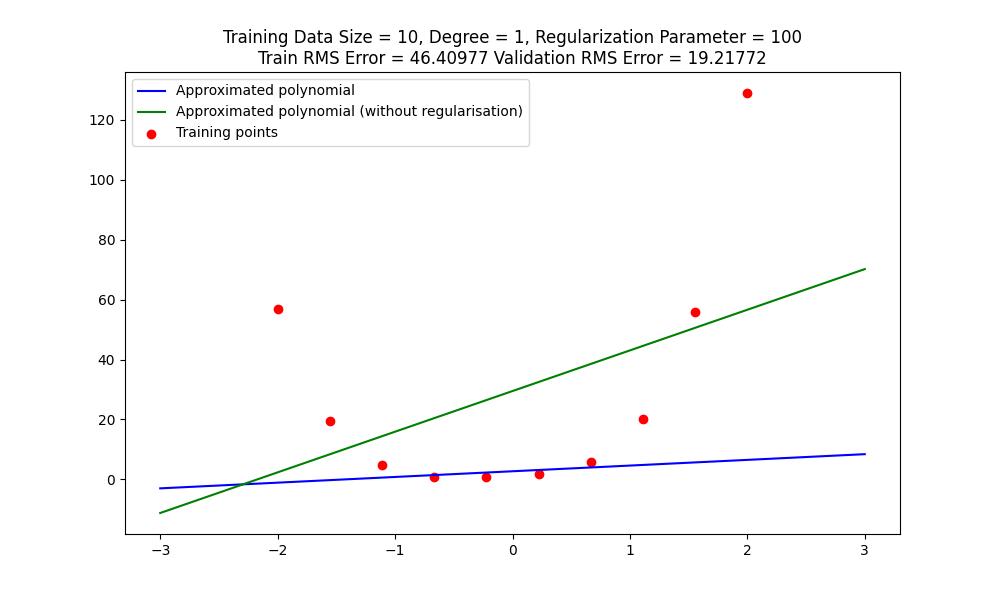 Training Data Size = 10, Degree = 1, Regularization Parameter = 100
Train RMS Error = 46.40977 Validation RMS Error = 19.21772
Approximated polynomial
Approximated polynomial (without regularisation)
Training points
120
100
80
60
40
20
0
−3 −2 −1 0 1 2 3